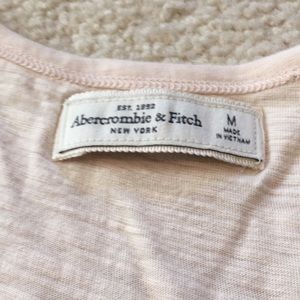 EST. 1892
Abercrombie & Fitch
NEW YORK
M
MADE
IN VIETNAM